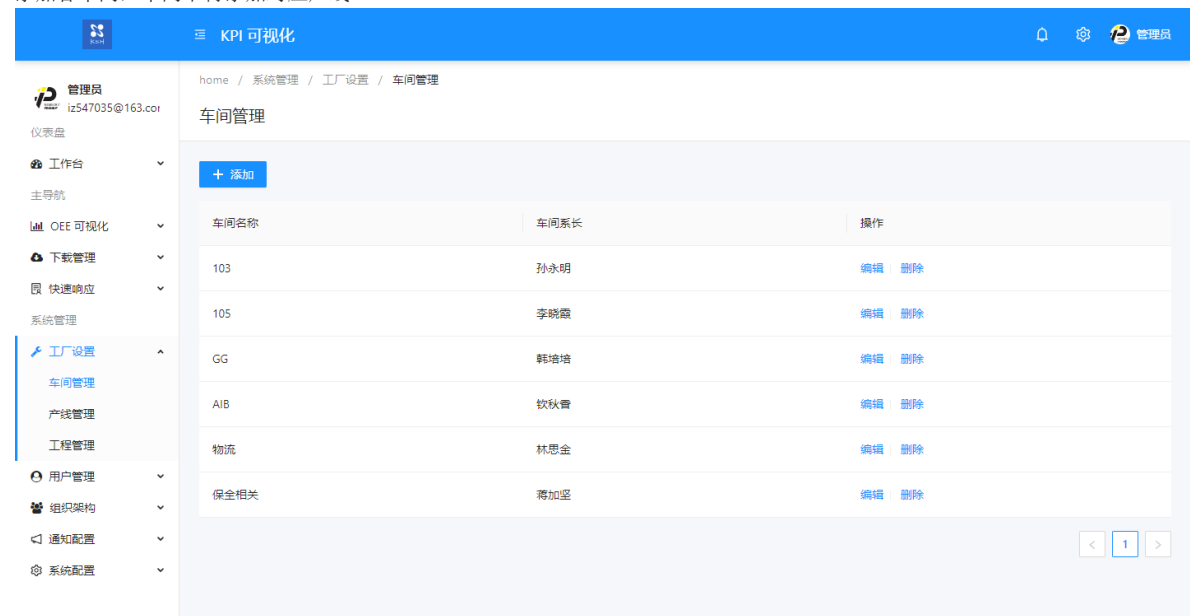 KPI 可视化
管理员
管理员
iz547035@163.cor
仪表盘
工作台
主导航
OEE 可视化
下载管理
快速响应
系统管理
工厂设置
车间管理
产线管理
工程管理
用户管理
组织架构
通知配置
系统配置
home / 系统管理 / 工厂设置 / 车间管理
车间管理
+ 添加
车间名称 车间系长 操作
103 孙永明 编辑 删除
105 李晓霞 编辑 删除
GG 韩培培 编辑 删除
AIB 钦秋香 编辑 删除
物流 林思金 编辑 删除
保全相关 蒋加坚 编辑 删除
< 1 >